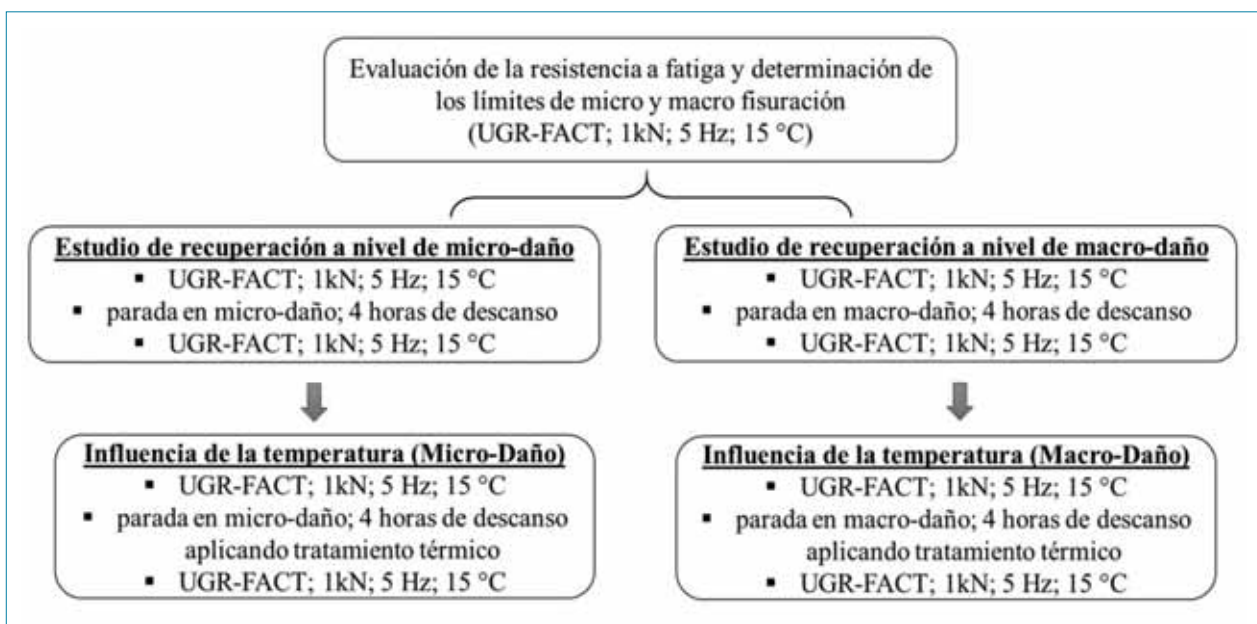 Evaluación de la resistencia a fatiga y determinación de
los límites de micro y macro fisuración
(UGR-FACT; 1kN; 5 Hz; 15 °C)
Estudio de recuperación a nivel de micro-daño
▪ UGR-FACT; 1kN; 5 Hz; 15 °C
▪ parada en micro-daño; 4 horas de descanso
▪ UGR-FACT; 1kN; 5 Hz; 15 °C
Estudio de recuperación a nivel de macro-daño
▪ UGR-FACT; 1kN; 5 Hz; 15 °C
▪ parada en macro-daño; 4 horas de descanso
▪ UGR-FACT; 1kN; 5 Hz; 15 °C
Influencia de la temperatura (Micro-Daño)
▪ UGR-FACT; 1kN; 5 Hz; 15 °C
▪ parada en micro-daño; 4 horas de descanso
aplicando tratamiento térmico
▪ UGR-FACT; 1kN; 5 Hz; 15 °C
Influencia de la temperatura (Macro-Daño)
▪ UGR-FACT; 1kN; 5 Hz; 15 °C
▪ parada en macro-daño; 4 horas de descanso
aplicando tratamiento térmico
▪ UGR-FACT; 1kN; 5 Hz; 15 °C